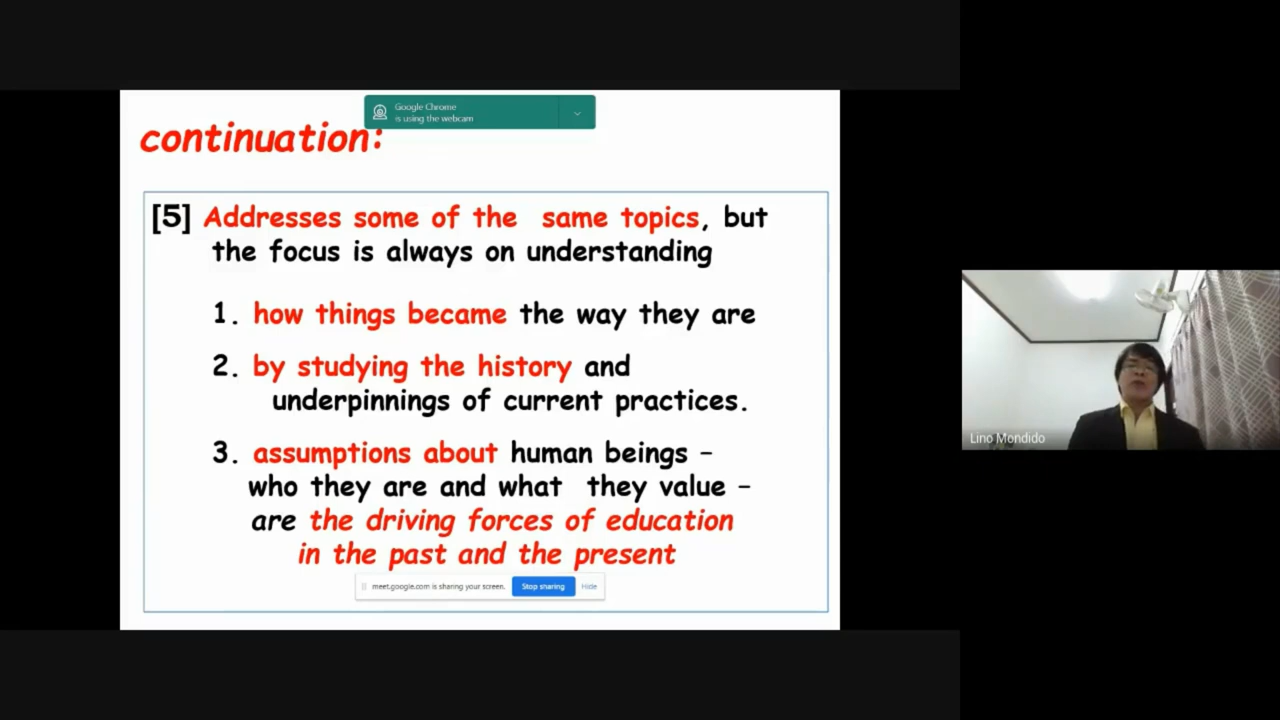 Google Chrome
is using the webcam
continuation:
[5] Addresses some of the same topics, but
the focus is always on understanding
1. how things became the way they are
2. by studying the history and
underpinnings of current practices.
3. assumptions about human beings –
who they are and what they value –
are the driving forces of education
in the past and the present
meet.google.com is sharing your screen. Stop sharing Hide
Lino Mondido